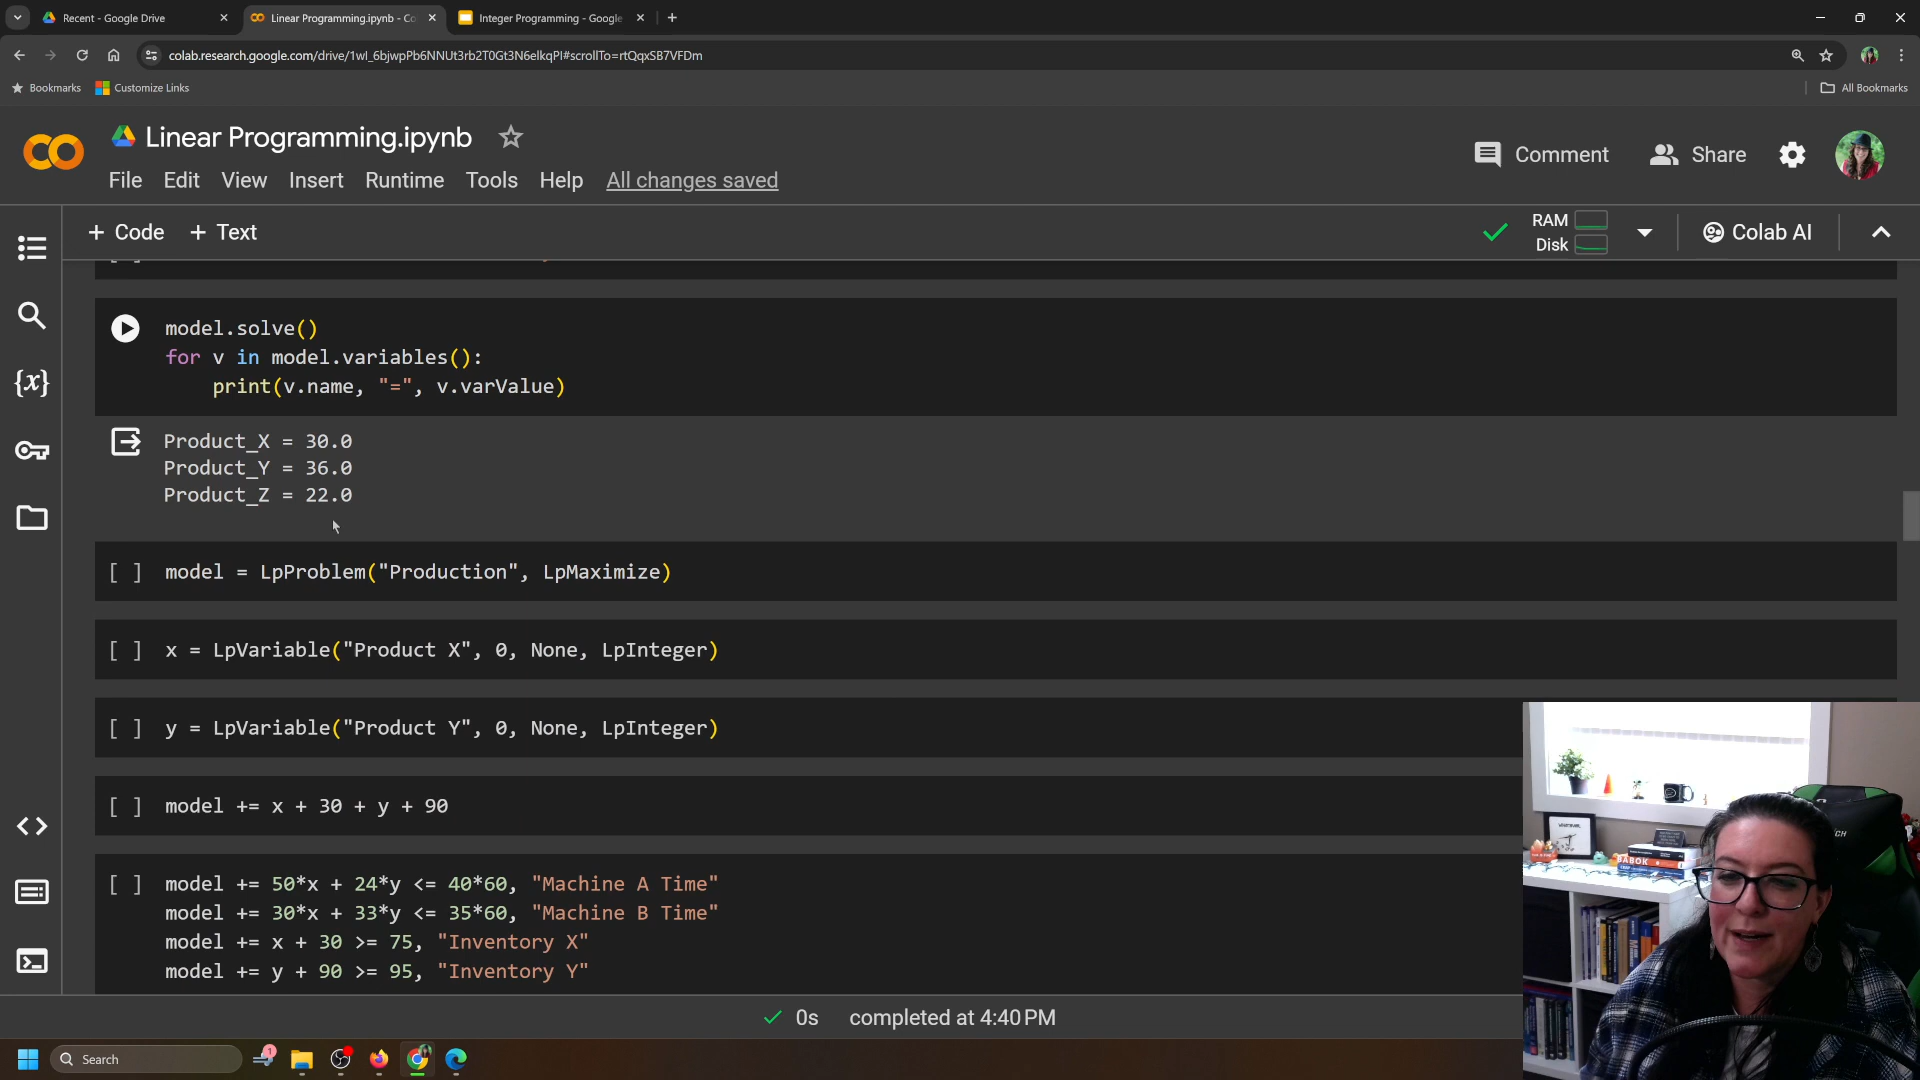 Recent - Google Drive
Linear Programming.ipynb - Co
Integer Programming - Google
colab.research.google.com/drive/1wI_6bjwpPb6NNUt3rb2T0Gt3N6elkqPI#scrollTo=rtQqxSB7VFDm
Bookmarks
Customize Links
All Bookmarks
Linear Programming.ipynb
Comment
Share
File Edit View Insert Runtime Tools Help All changes saved
+ Code + Text
RAM
Disk
Colab AI
model.solve()
for v in model.variables():
print(v.name, "=", v.varValue)
{x}
Product_X = 30.0
Product_Y = 36.0
Product_Z = 22.0
[ ] model = LpProblem("Production", LpMaximize)
[ ] x = LpVariable("Product X", 0, None, LpInteger)
[ ] y = LpVariable("Product Y", 0, None, LpInteger)
[ ] model += x + 30 + y + 90
[ ] model += 50*x + 24*y <= 40*60, "Machine A Time"
model += 30*x + 33*y <= 35*60, "Machine B Time"
model += x + 30 >= 75, "Inventory X"
model += y + 90 >= 95, "Inventory Y"
BABOK
0s completed at 4:40 PM
Search
1